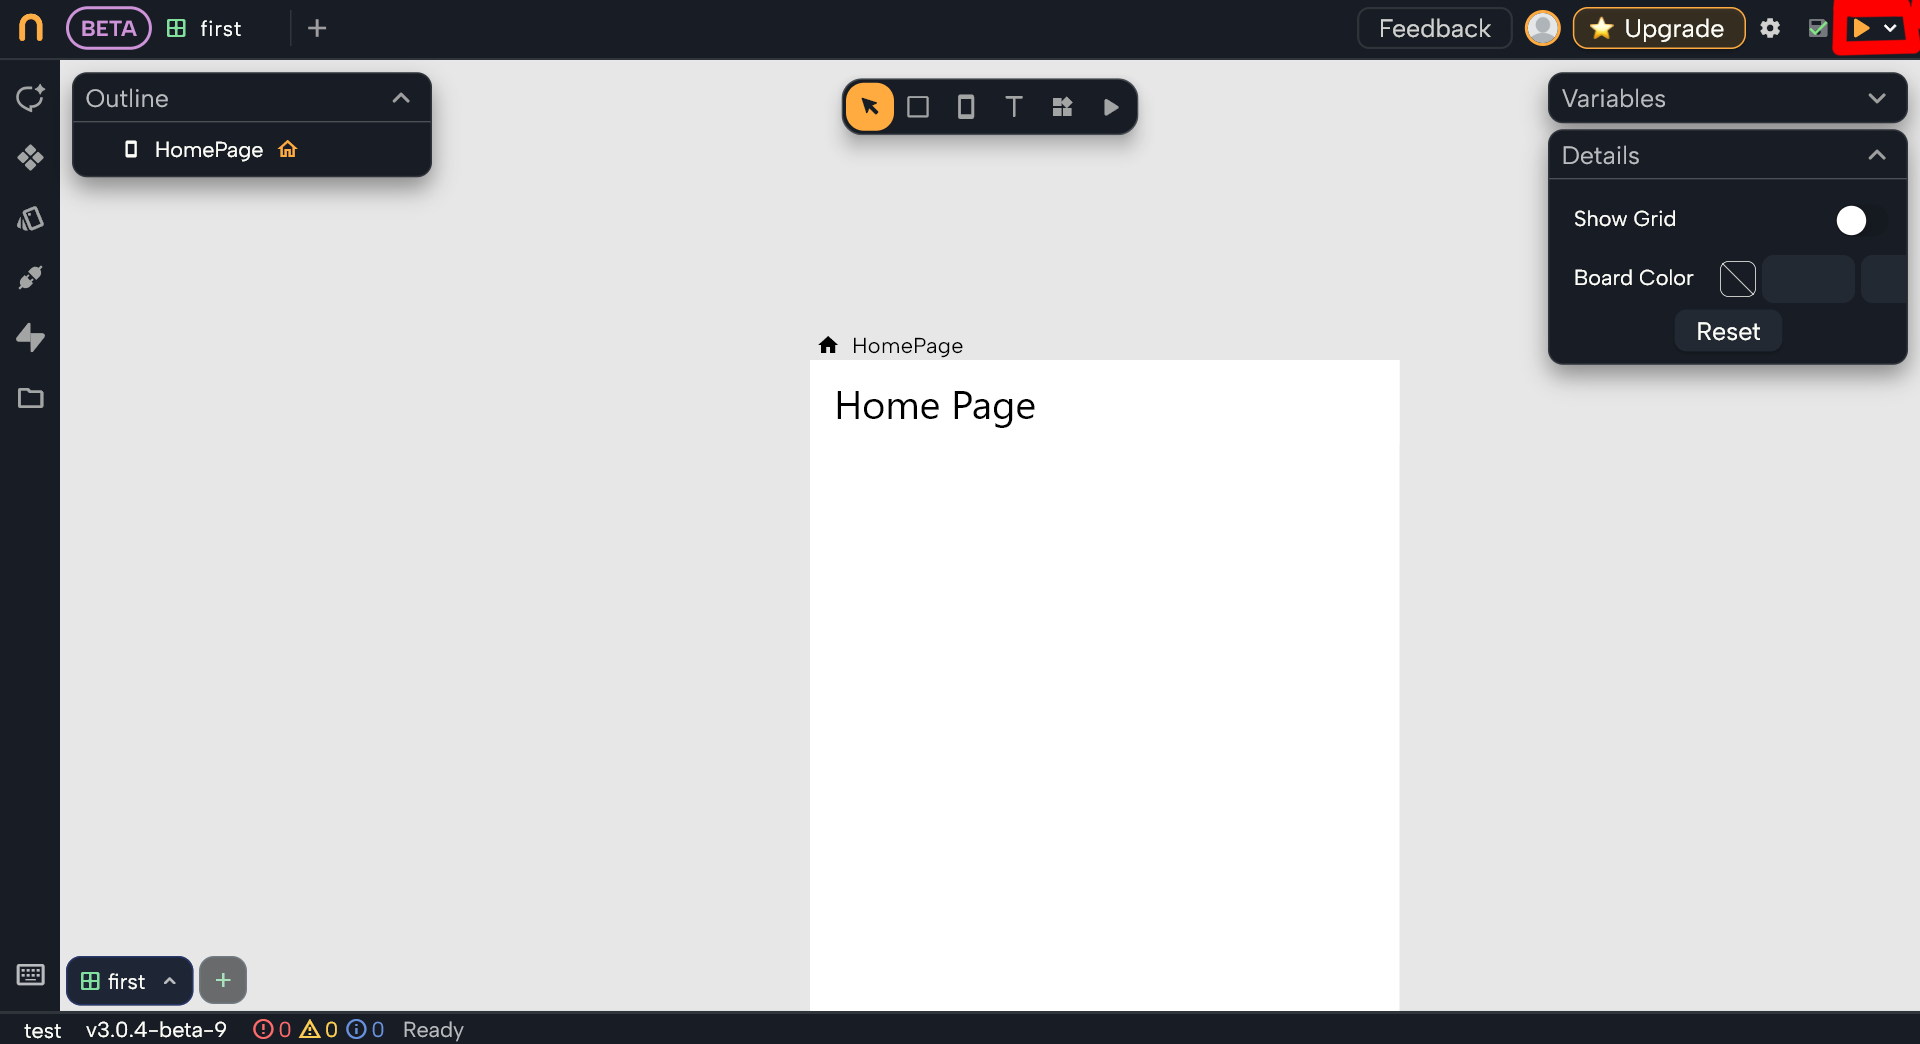 BETA
first
Feedback
Upgrade
Outline
HomePage
Variables
Details
Show Grid
Board Color
Reset
HomePage
Home Page
first
test v3.0.4-beta-9 0 0 0 Ready